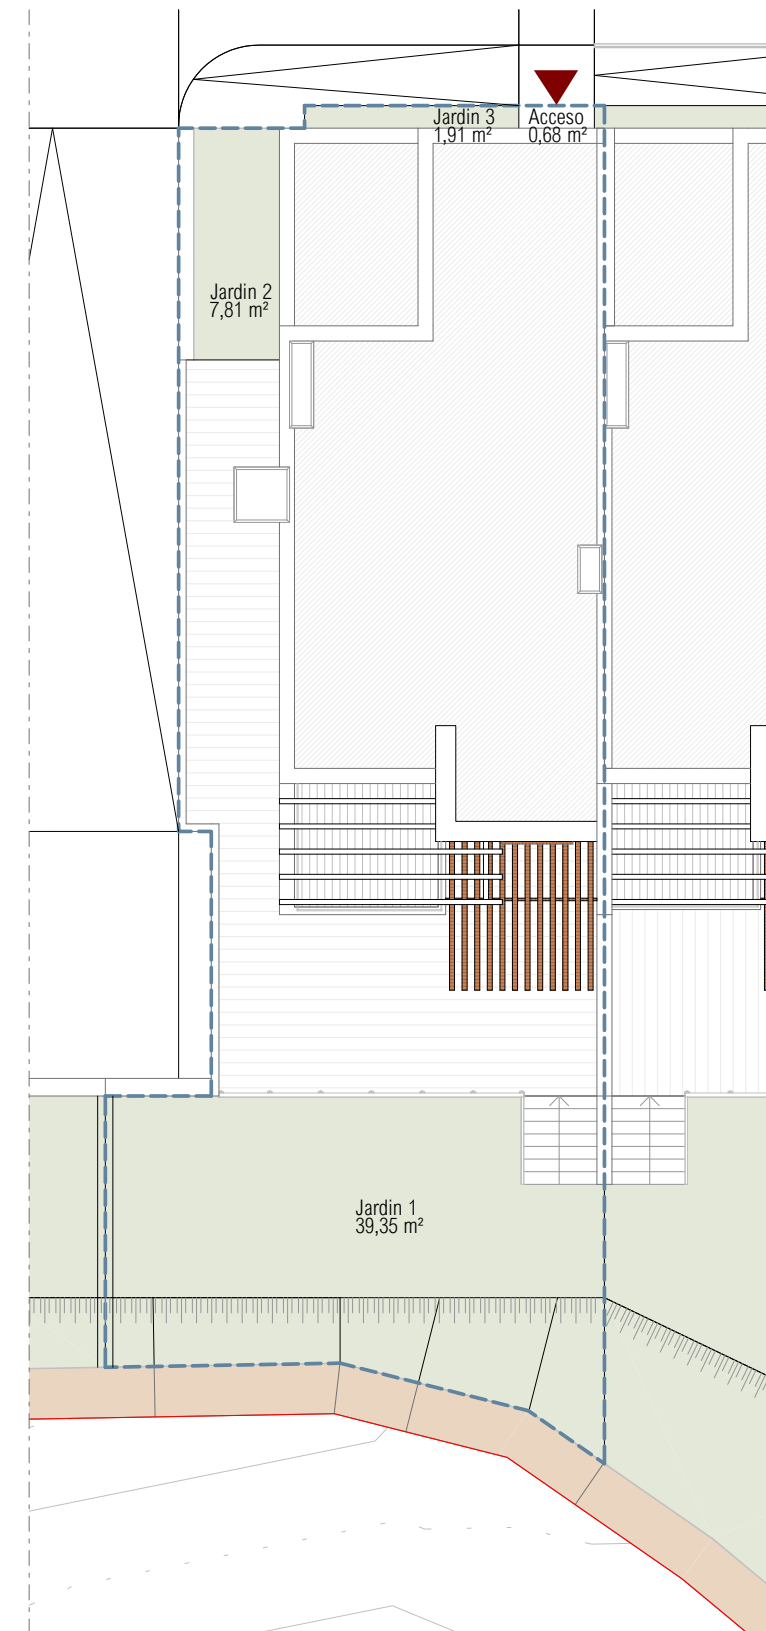 Jardin 3
1,91 m²
Acceso
0,68 m²
Jardin 2
7,81 m²
Jardin 1
39,35 m²